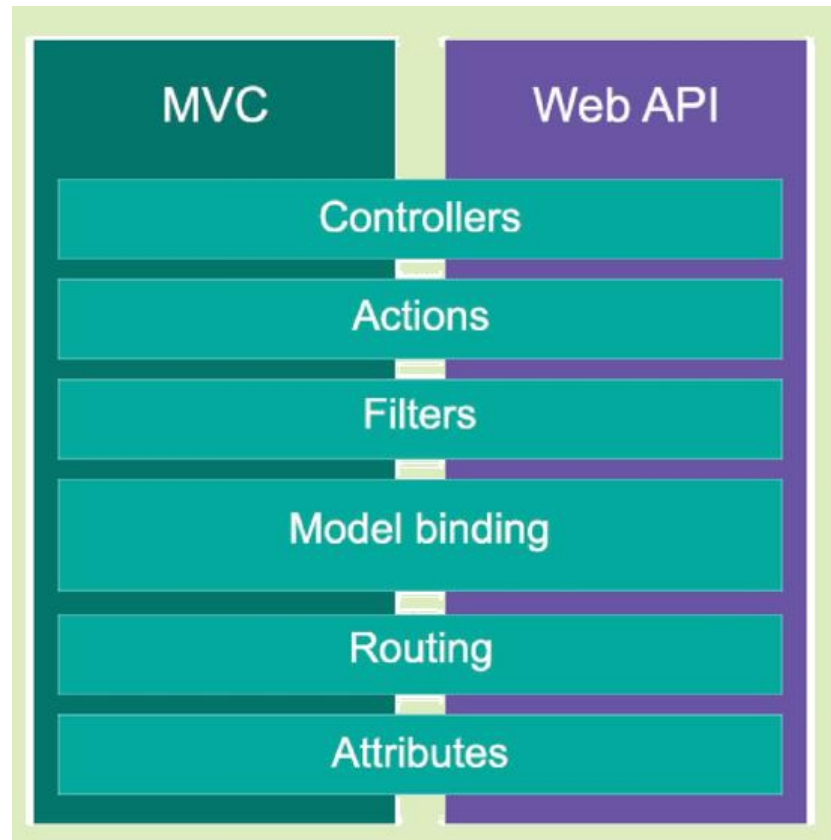 MVC
Web API
Controllers
Actions
Filters
Model binding
Routing
Attributes